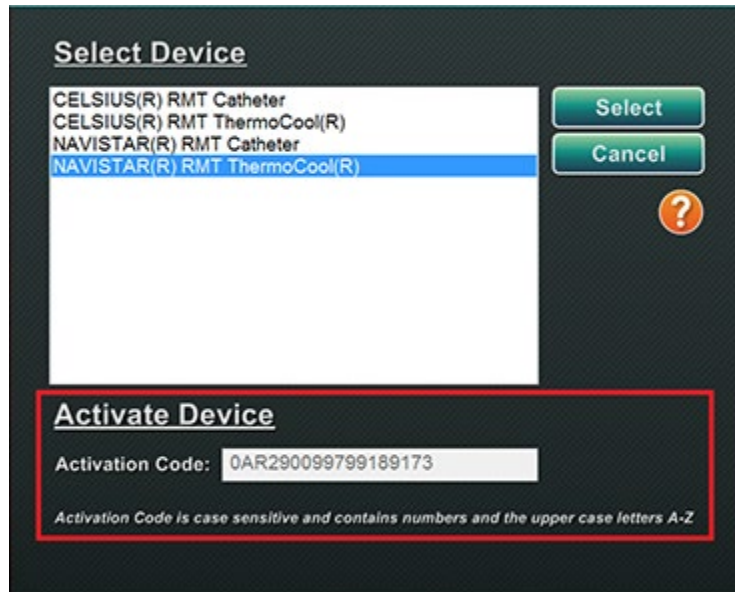 Select Device
CELSIUS(R) RMT Catheter
CELSIUS(R) RMT ThermoCool(R)
NAVISTAR(R) RMT Catheter
NAVISTAR(R) RMT ThermoCool(R)
Select
Cancel
?
Activate Device
Activation Code: 0AR290099799189173
Activation Code is case sensitive and contains numbers and the upper case letters A-Z